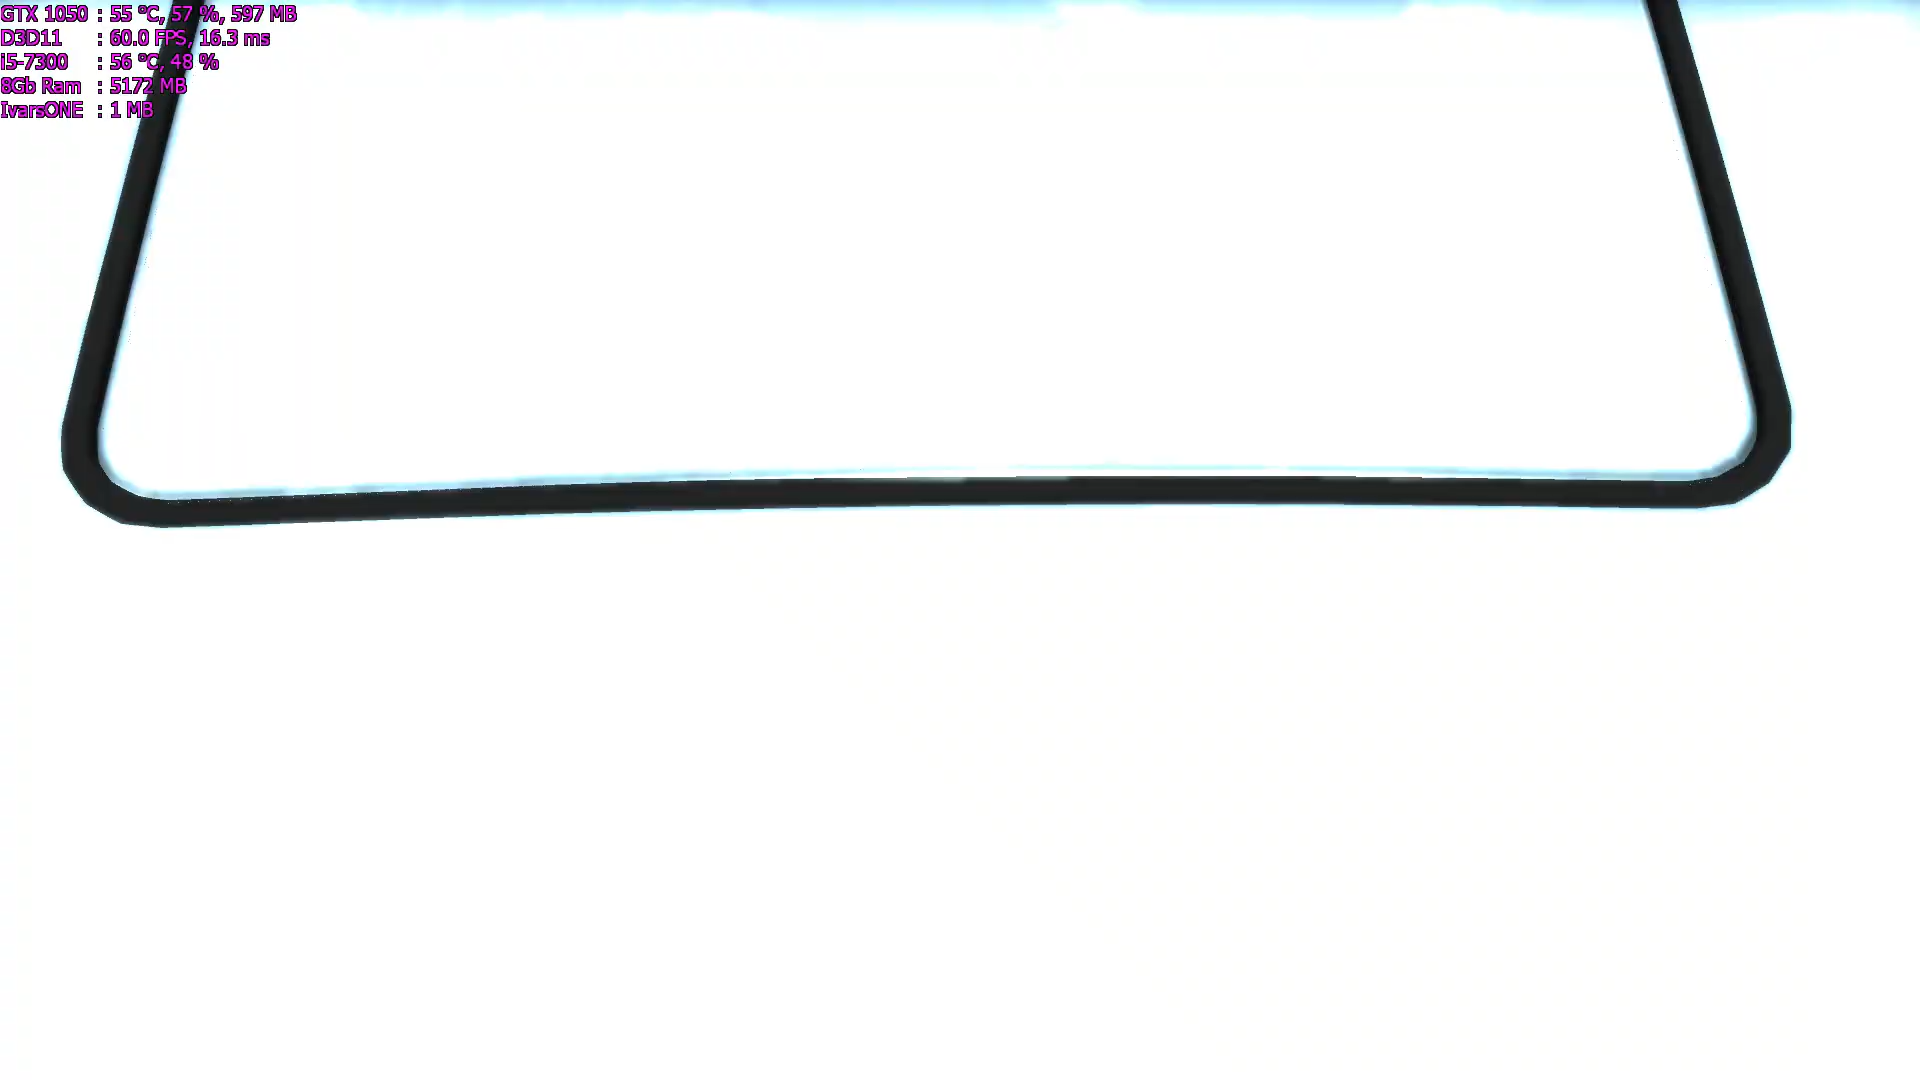 GTX 1050 : 55 °C, 57 %, 597 MB
D3D11 : 60.0 FPS, 16.3 ms
i5-7300 : 56 °C, 48 %
8Gb Ram : 5172 MB
IvarsONE : 1 MB